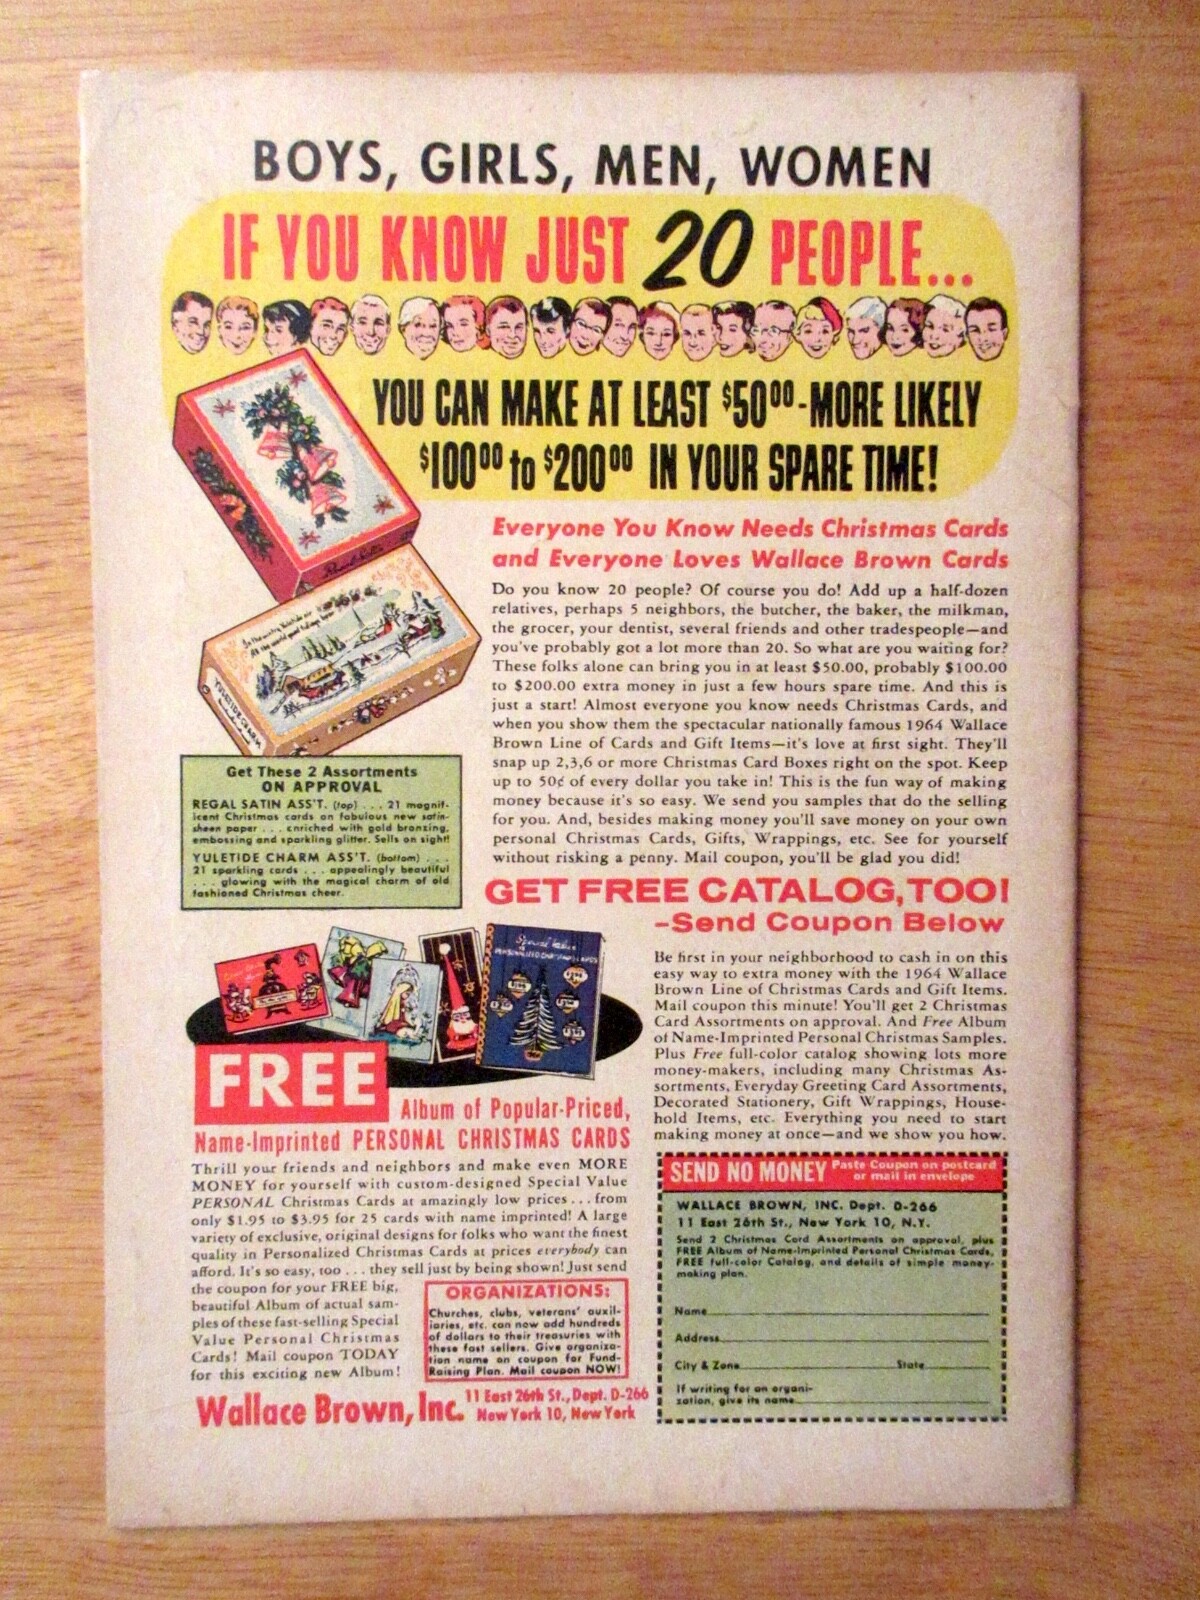 BOYS, GIRLS, MEN, WOMEN
IF YOU KNOW JUST 20 PEOPLE...
YOU CAN MAKE AT LEAST $50⁰⁰-MORE LIKELY
$100⁰⁰ to $200⁰⁰ IN YOUR SPARE TIME!
Everyone You Know Needs Christmas Cards
and Everyone Loves Wallace Brown Cards
Do you know 20 people? Of course you do! Add up a half-dozen
relatives, perhaps 5 neighbors, the butcher, the baker, the milkman,
the grocer, your dentist, several friends and other tradespeople—and
you've probably got a lot more than 20. So what are you waiting for?
These folks alone can bring you in at least $50.00, probably $100.00
to $200.00 extra money in just a few hours spare time. And this is
just a start! Almost everyone you know needs Christmas Cards, and
when you show them the spectacular nationally famous 1964 Wallace
Brown Line of Cards and Gift Items—it's love at first sight. They'll
snap up 2,3,6 or more Christmas Card Boxes right on the spot. Keep
up to 50¢ of every dollar you take in! This is the fun way of making
money because it's so easy. We send you samples that do the selling
for you. And, besides making money you'll save money on your own
personal Christmas Cards, Gifts, Wrappings, etc. See for yourself
without risking a penny. Mail coupon, you'll be glad you did!
YULETIDE CHARM
Get These 2 Assortments
ON APPROVAL
REGAL SATIN ASS'T. (top) . . . 21 magnif-
icent Christmas cards on fabulous new satin-
sheen paper . . . enriched with gold bronzing,
embossing and sparkling glitter. Sells on sight!
YULETIDE CHARM ASS'T. (bottom) . . .
21 sparkling cards . . . appealingly beautiful
. . . glowing with the magical charm of old
fashioned Christmas cheer.
GET FREE CATALOG, TOO!
-Send Coupon Below
Be first in your neighborhood to cash in on this
easy way to extra money with the 1964 Wallace
Brown Line of Christmas Cards and Gift Items.
Mail coupon this minute! You'll get 2 Christmas
Card Assortments on approval. And Free Album
of Name-Imprinted Personal Christmas Samples.
Plus Free full-color catalog showing lots more
money-makers, including many Christmas As-
sortments, Everyday Greeting Card Assortments,
Decorated Stationery, Gift Wrappings, House-
hold Items, etc. Everything you need to start
making money at once—and we show you how.
Special Value
PERSONALIZED CHRISTMAS CARDS
FREE
Album of Popular-Priced,
Name-Imprinted PERSONAL CHRISTMAS CARDS
Thrill your friends and neighbors and make even MORE
MONEY for yourself with custom-designed Special Value
PERSONAL Christmas Cards at amazingly low prices . . . from
only $1.95 to $3.95 for 25 cards with name imprinted! A large
variety of exclusive, original designs for folks who want the finest
quality in Personalized Christmas Cards at prices everybody can
afford. It's so easy, too . . . they sell just by being shown! Just send
the coupon for your FREE big,
beautiful Album of actual sam-
ples of these fast-selling Special
Value Personal Christmas
Cards! Mail coupon TODAY
for this exciting new Album!
ORGANIZATIONS:
Churches, clubs, veterans' auxil-
iaries, etc. can now add hundreds
of dollars to their treasuries with
these fast sellers. Give organiza-
tion name on coupon for Fund-
Raising Plan. Mail coupon NOW!
Wallace Brown, Inc. 11 East 26th St., Dept. D-266
New York 10, New York
SEND NO MONEY Paste Coupon on postcard
or mail in envelope
WALLACE BROWN, INC. Dept. D-266
11 East 26th St., New York 10, N.Y.
Send 2 Christmas Card Assortments on approval, plus
FREE Album of Name-Imprinted Personal Christmas Cards,
FREE full-color Catalog, and details of simple money-
making plan.
Name
Address
City & Zone State
If writing for an organi-
zation, give its name